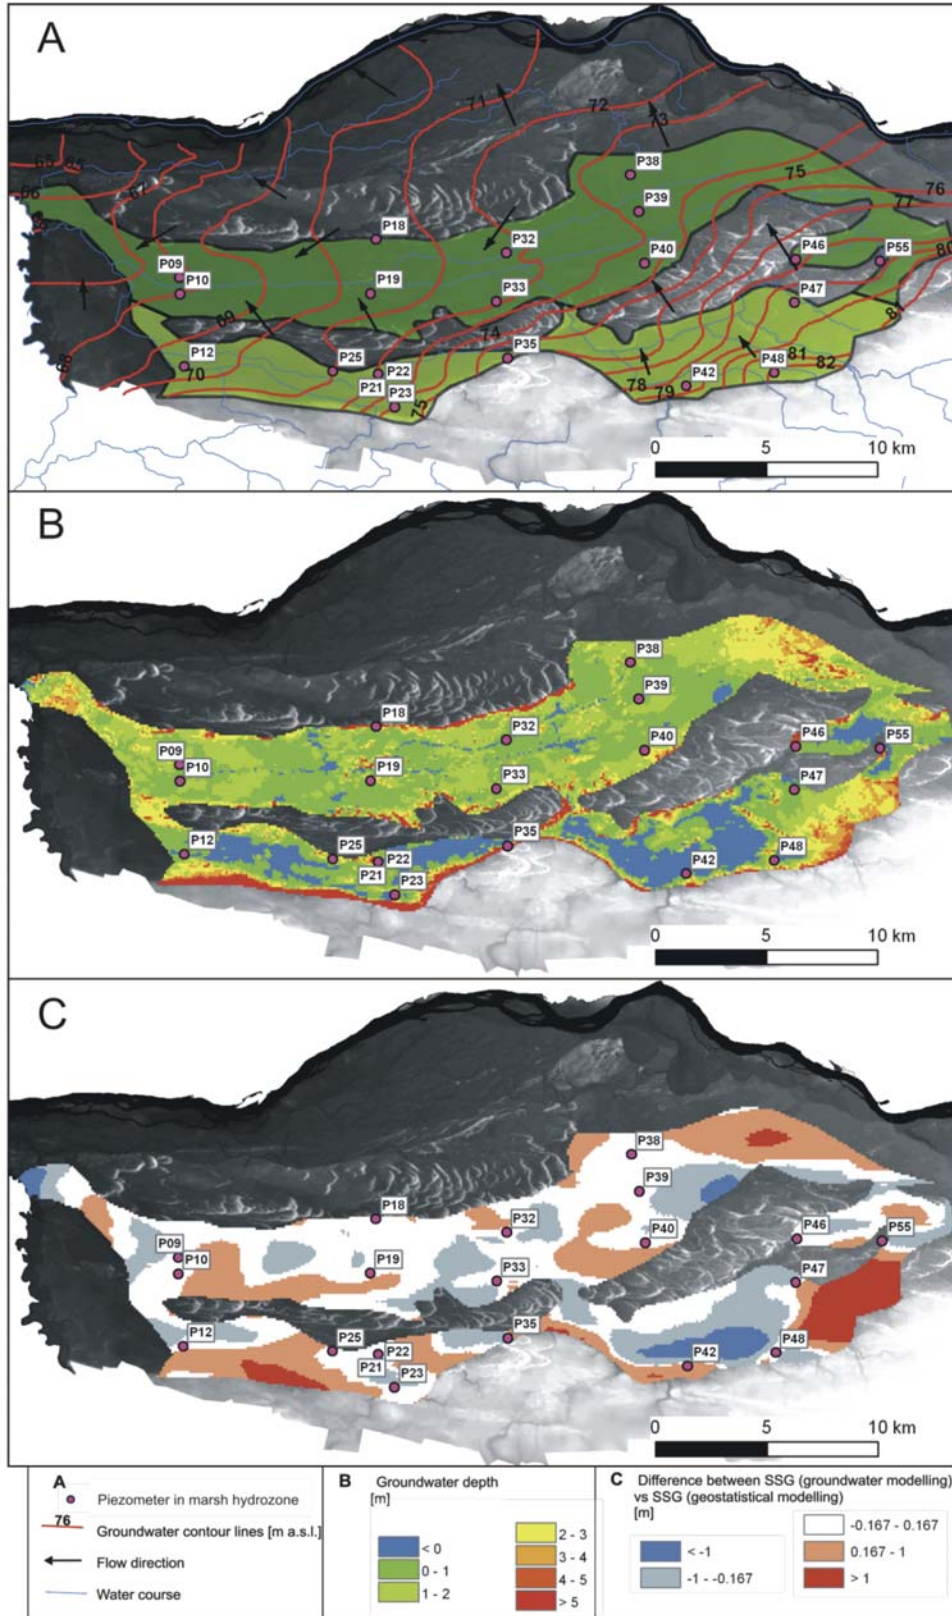 A
71
72
73
65
65
66
67
P38
75
76
77
P39
P18
P32
P40
P46
P55
80
P09
P10
P19
P33
P47
69
74
81
P25
P35
P12
P22
P48
81
82
68
70
P21
P42
78
79
P23
75
0 5 10 km
B
P38
P39
P18
P32
P40
P46
P55
P09
P10
P19
P33
P47
P12
P25
P35
P22
P21
P42
P48
P23
0 5 10 km
C
P38
P39
P18
P32
P40
P46
P55
P09
P10
P19
P33
P47
P12
P25
P35
P22
P21
P42
P48
P23
0 5 10 km
A
Piezometer in marsh hydrozone
76
Groundwater contour lines [m a.s.l.]
Flow direction
Water course
B Groundwater depth
[m]
< 0
0 - 1
1 - 2
2 - 3
3 - 4
4 - 5
> 5
C Difference between SSG (groundwater modelling)
vs SSG (geostatistical modelling)
[m]
< -1
-1 - -0.167
-0.167 - 0.167
0.167 - 1
> 1